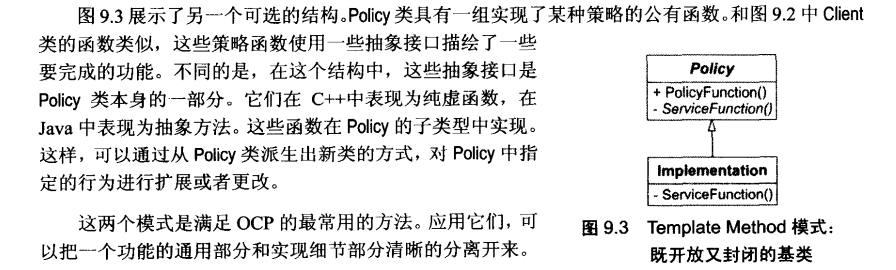 图 9.3 展示了另一个可选的结构。Policy 类具有一组实现了某种策略的公有函数。和图 9.2 中 Client
类的函数类似，这些策略函数使用一些抽象接口描绘了一些
要完成的功能。不同的是，在这个结构中，这些抽象接口是
Policy 类本身的一部分。它们在 C++中表现为纯虚函数，在
Java 中表现为抽象方法。这些函数在 Policy 的子类型中实现。
这样，可以通过从 Policy 类派生出新类的方式，对 Policy 中指
定的行为进行扩展或者更改。
这两个模式是满足 OCP 的最常用的方法。应用它们，可
以把一个功能的通用部分和实现细节部分清晰的分离开来。
Policy
+ PolicyFunction()
- ServiceFunction()
Implementation
- ServiceFunction()
图 9.3 Template Method 模式：
既开放又封闭的基类